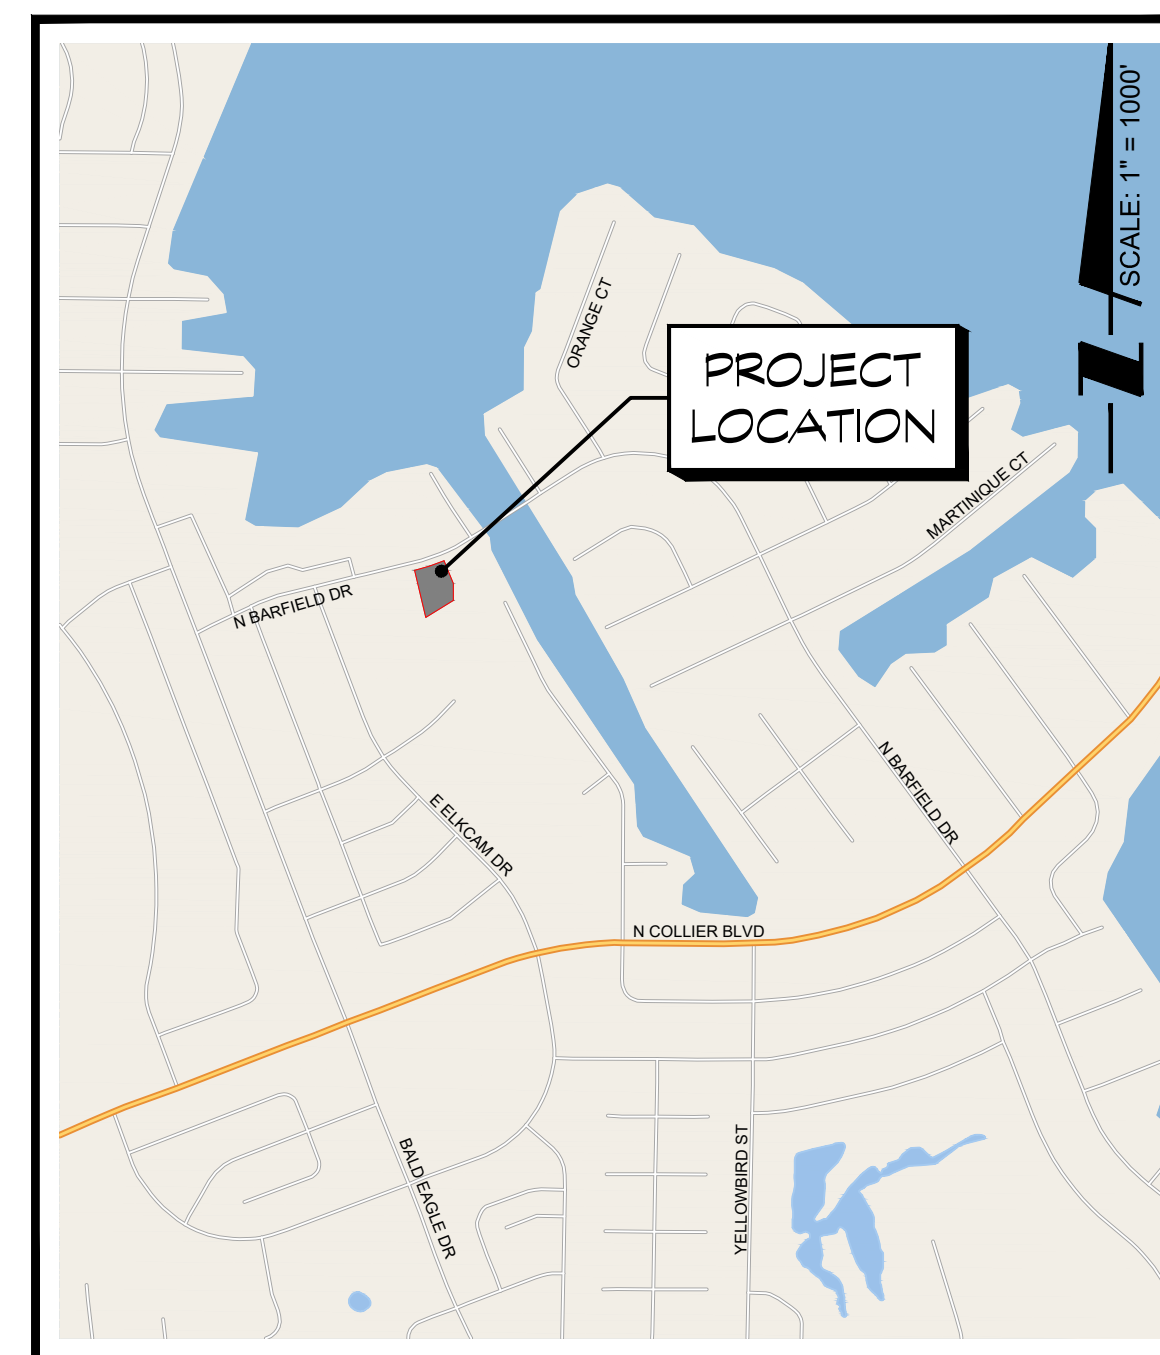 SCALE: 1" = 1000'
N
ORANGE CT
PROJECT
LOCATION
MARTINIQUE CT
N BARFIELD DR
N BARFIELD DR
E ELKCAM DR
N COLLIER BLVD
BALD EAGLE DR
YELLOWBIRD ST